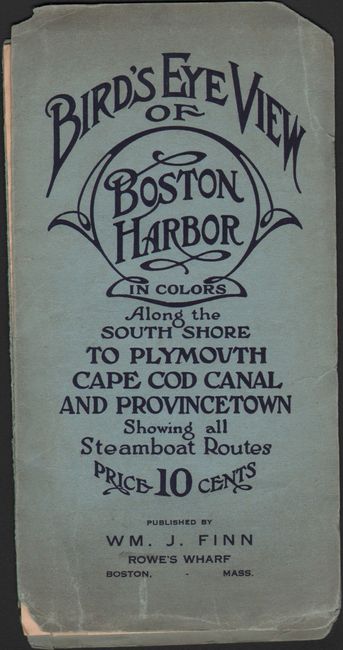 BIRD'S EYE VIEW
OF
BOSTON
HARBOR
IN COLORS
Along the
SOUTH SHORE
TO PLYMOUTH
CAPE COD CANAL
AND PROVINCETOWN
Showing all
Steamboat Routes
PRICE 10 CENTS
PUBLISHED BY
WM. J. FINN
ROWE'S WHARF
BOSTON, - MASS.